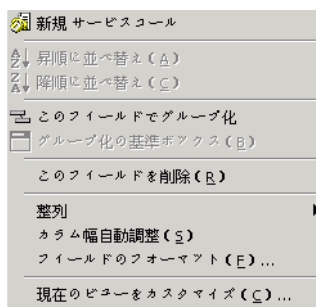 新規 サービスコール
昇順に並べ替え(A)
降順に並べ替え(C)
このフィールドでグループ化
グループ化の基準ボックス(B)
このフィールドを削除(R)
整列
カラム幅自動調整(S)
フィールドのフォーマット(F)...
現在のビューをカスタマイズ(C)...